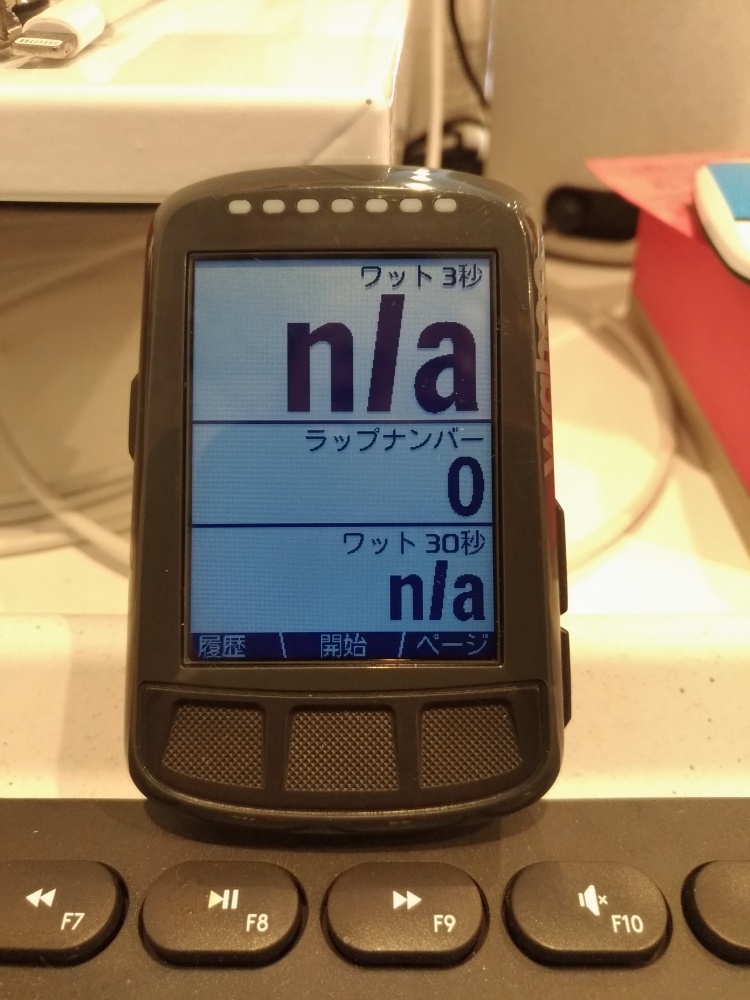 ワット 3秒
n/a
ラップナンバー
0
ワット 30秒
n/a
履歴 開始 ページ
wahoo
F7 F8 F9 F10